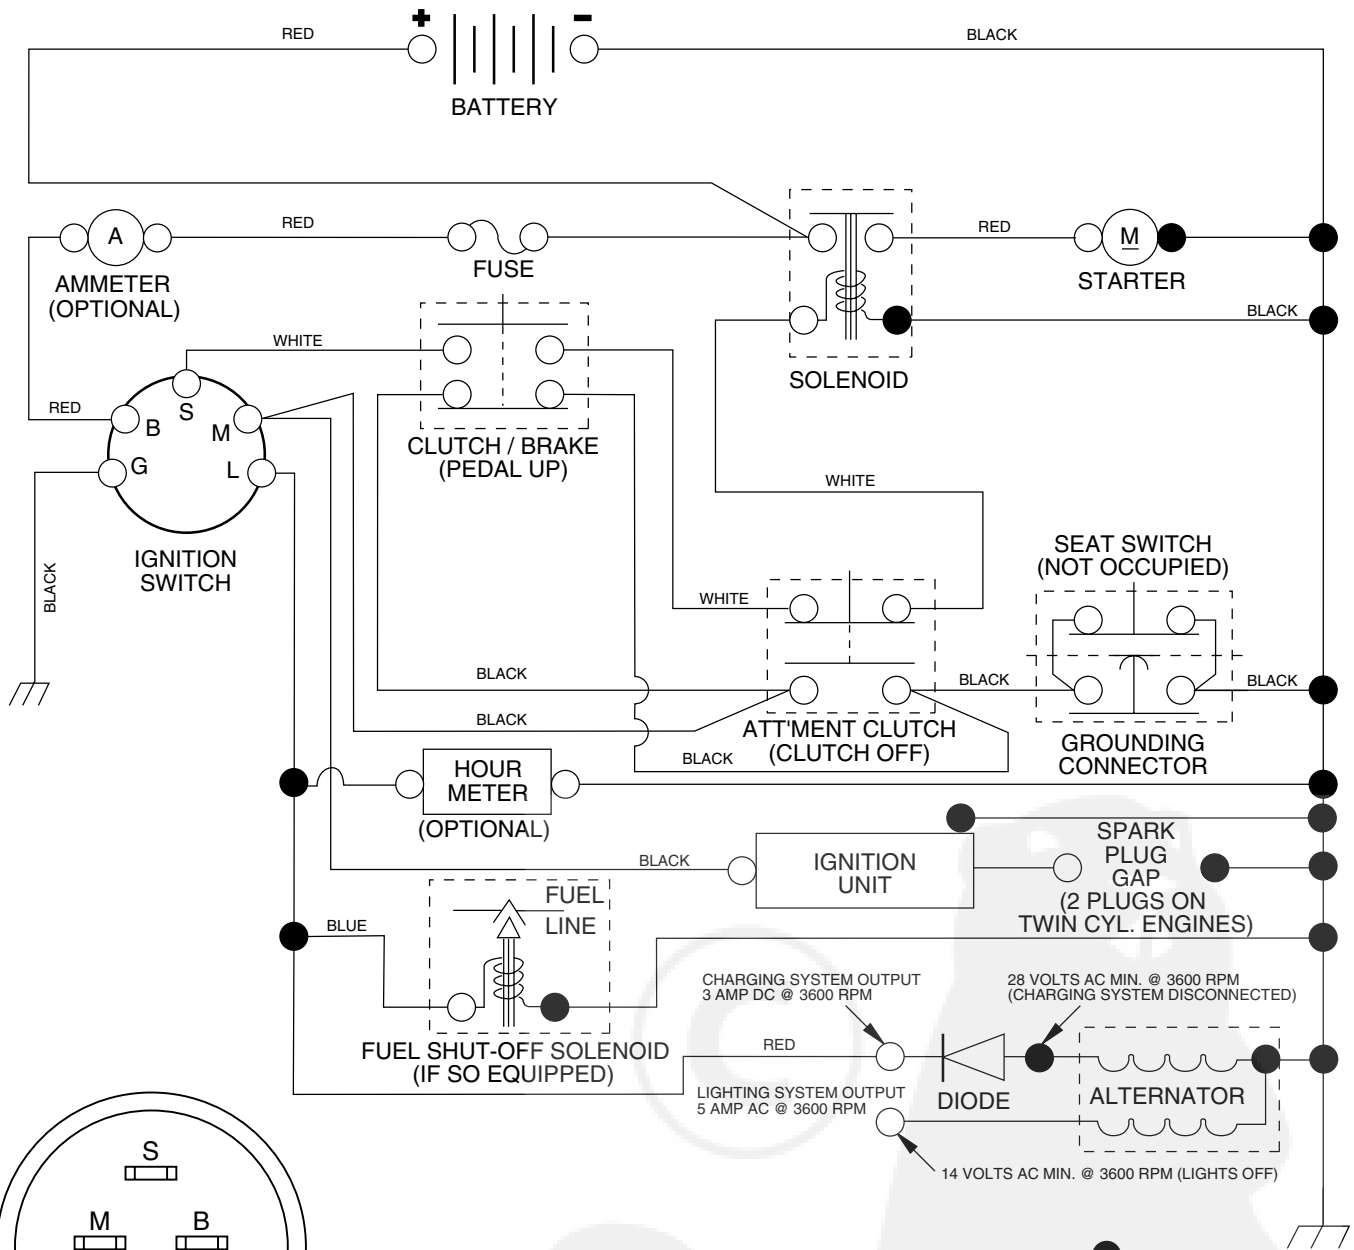 +
-
RED
BLACK
BATTERY
A
RED
RED
M
AMMETER
(OPTIONAL)
FUSE
STARTER
WHITE
BLACK
SOLENOID
RED
S
B
M
G
L
CLUTCH / BRAKE
(PEDAL UP)
WHITE
IGNITION
SWITCH
BLACK
SEAT SWITCH
(NOT OCCUPIED)
WHITE
BLACK
BLACK
BLACK
BLACK
ATT'MENT CLUTCH
(CLUTCH OFF)
BLACK
GROUNDING
CONNECTOR
HOUR
METER
(OPTIONAL)
BLACK
IGNITION
UNIT
SPARK
PLUG
GAP
(2 PLUGS ON
TWIN CYL. ENGINES)
FUEL
LINE
BLUE
FUEL SHUT-OFF SOLENOID
(IF SO EQUIPPED)
CHARGING SYSTEM OUTPUT
3 AMP DC @ 3600 RPM
28 VOLTS AC MIN. @ 3600 RPM
(CHARGING SYSTEM DISCONNECTED)
RED
DIODE
ALTERNATOR
LIGHTING SYSTEM OUTPUT
5 AMP AC @ 3600 RPM
14 VOLTS AC MIN. @ 3600 RPM (LIGHTS OFF)
S
M
B
©